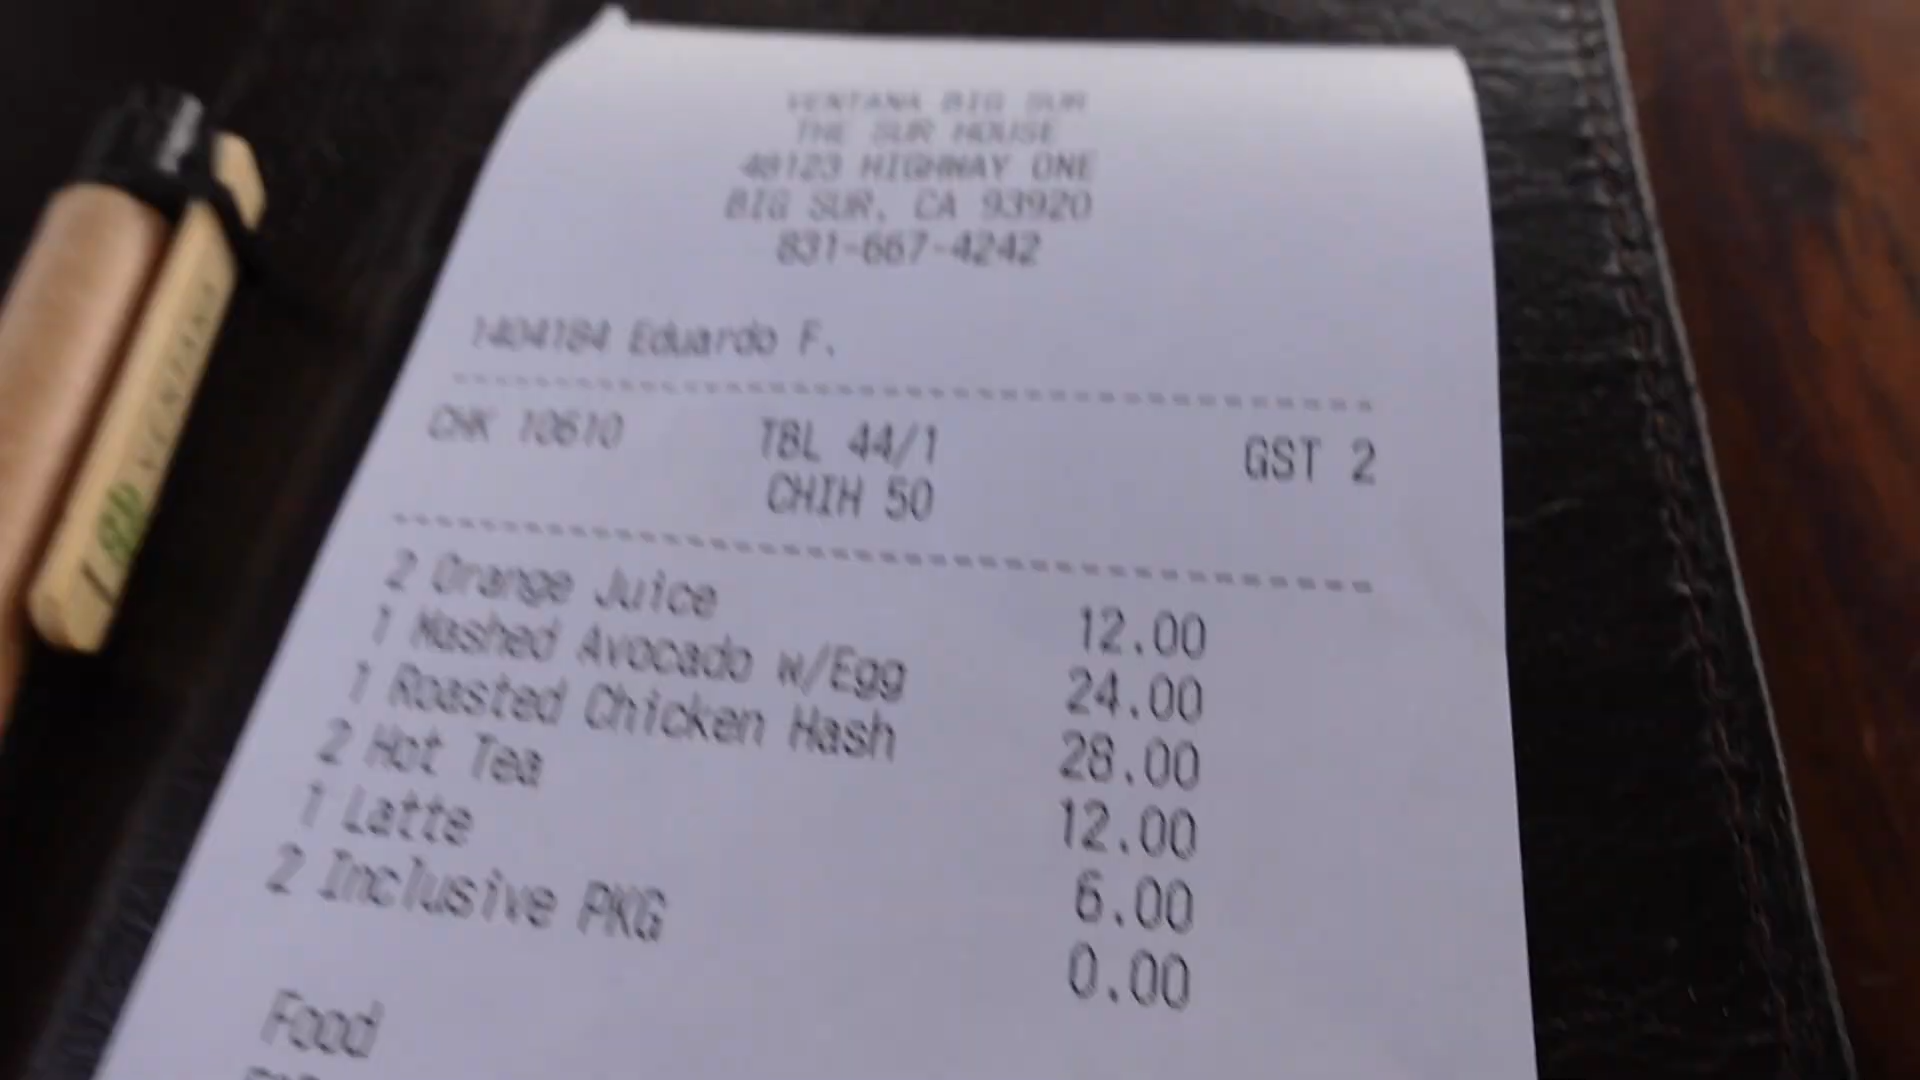 VENTANA BIG SUR
THE SUR HOUSE
48123 HIGHWAY ONE
BIG SUR, CA 93920
831-667-4242
1404184 Eduardo F.
CHK 10610 TBL 44/1 GST 2
CHIH 50
2 Orange Juice 12.00
1 Mashed Avocado w/Egg 24.00
1 Roasted Chicken Hash 28.00
2 Hot Tea 12.00
1 Latte 6.00
2 Inclusive PKG 0.00
Food
VENTANA